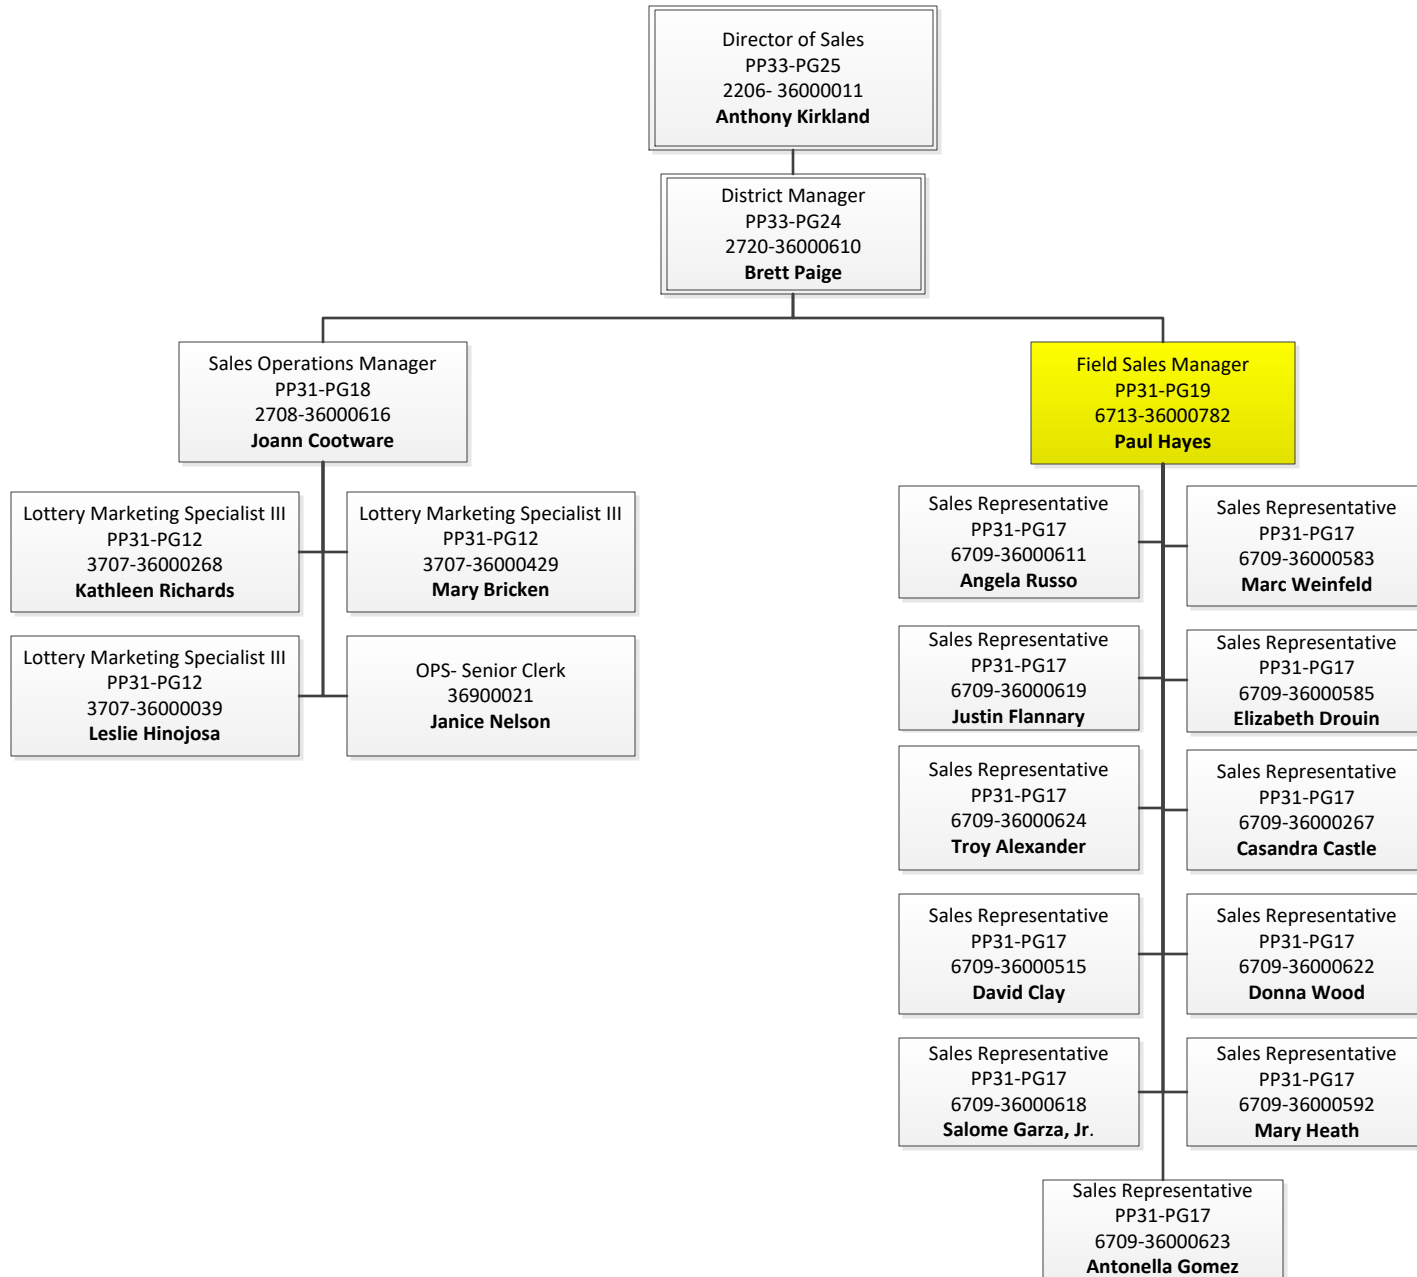 Director of Sales
PP33-PG25
2206- 36000011
Anthony Kirkland
District Manager
PP33-PG24
2720-36000610
Brett Paige
Sales Operations Manager
PP31-PG18
2708-36000616
Joann Cootware
Field Sales Manager
PP31-PG19
6713-36000782
Paul Hayes
Lottery Marketing Specialist III
PP31-PG12
3707-36000268
Kathleen Richards
Lottery Marketing Specialist III
PP31-PG12
3707-36000429
Mary Bricken
Lottery Marketing Specialist III
PP31-PG12
3707-36000039
Leslie Hinojosa
OPS- Senior Clerk
36900021
Janice Nelson
Sales Representative
PP31-PG17
6709-36000611
Angela Russo
Sales Representative
PP31-PG17
6709-36000583
Marc Weinfeld
Sales Representative
PP31-PG17
6709-36000619
Justin Flannary
Sales Representative
PP31-PG17
6709-36000585
Elizabeth Drouin
Sales Representative
PP31-PG17
6709-36000624
Troy Alexander
Sales Representative
PP31-PG17
6709-36000267
Casandra Castle
Sales Representative
PP31-PG17
6709-36000515
David Clay
Sales Representative
PP31-PG17
6709-36000622
Donna Wood
Sales Representative
PP31-PG17
6709-36000618
Salome Garza, Jr.
Sales Representative
PP31-PG17
6709-36000592
Mary Heath
Sales Representative
PP31-PG17
6709-36000623
Antonella Gomez